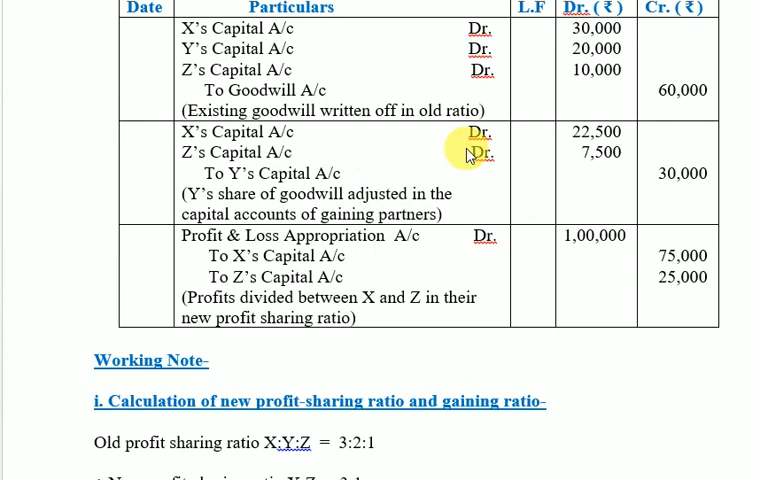 Date Particulars L.F Dr. ( ₹ ) Cr. ( ₹ )
X's Capital A/c Dr. 30,000
Y's Capital A/c Dr. 20,000
Z's Capital A/c Dr. 10,000
To Goodwill A/c 60,000
(Existing goodwill written off in old ratio)
X's Capital A/c Dr. 22,500
Z's Capital A/c Dr. 7,500
To Y's Capital A/c 30,000
(Y's share of goodwill adjusted in the
capital accounts of gaining partners)
Profit & Loss Appropriation A/c Dr. 1,00,000
To X's Capital A/c 75,000
To Z's Capital A/c 25,000
(Profits divided between X and Z in their
new profit sharing ratio)
Working Note-
i. Calculation of new profit-sharing ratio and gaining ratio-
Old profit sharing ratio X:Y:Z = 3:2:1